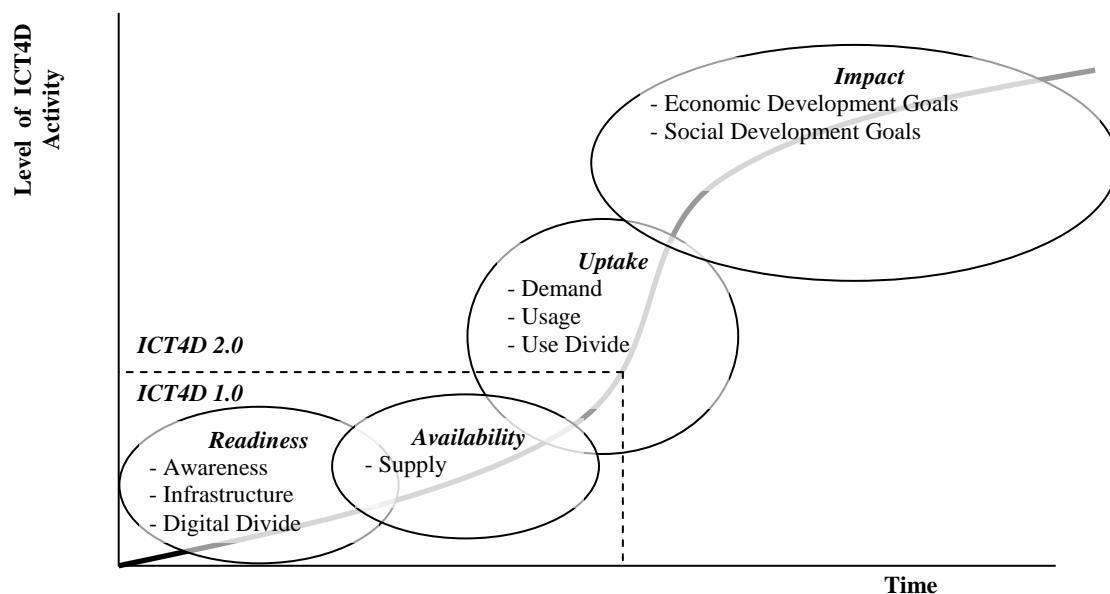 Level of ICT4D
Activity
Impact
- Economic Development Goals
- Social Development Goals
Uptake
- Demand
- Usage
- Use Divide
ICT4D 2.0
ICT4D 1.0
Readiness
- Awareness
- Infrastructure
- Digital Divide
Availability
- Supply
Time